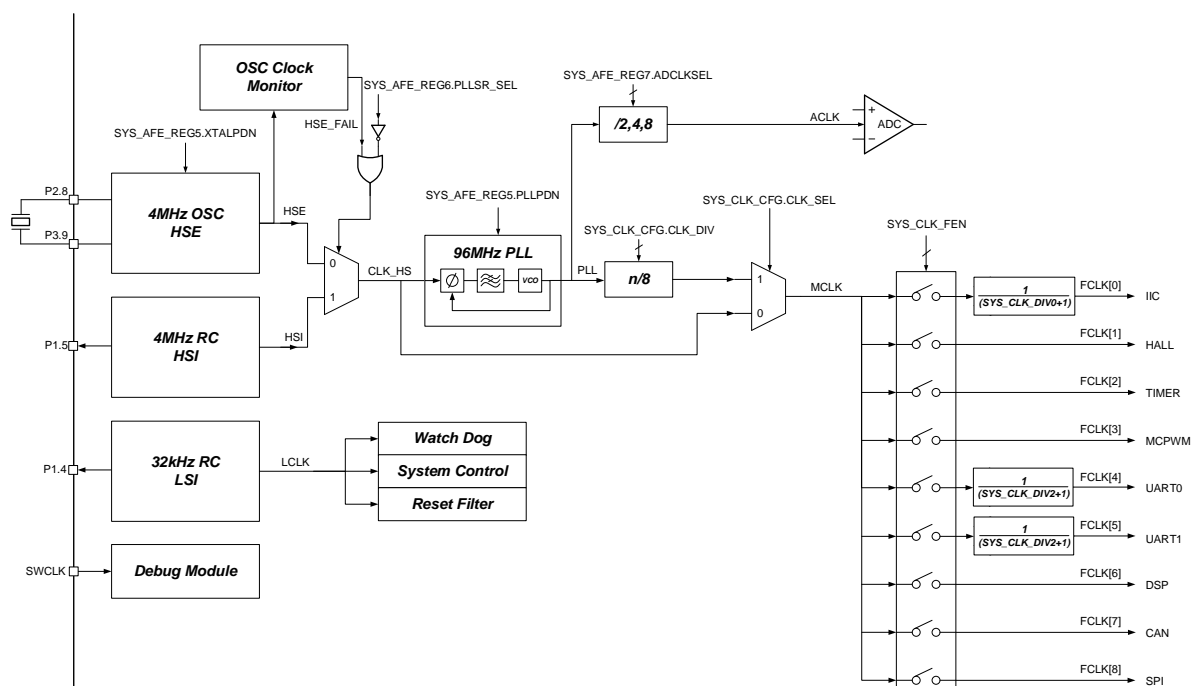 OSC Clock
Monitor
SYS_AFE_REG6.PLLSR_SEL
SYS_AFE_REG7.ADCLKSEL
HSE_FAIL
/2,4,8
ACLK
+
ADC
−
SYS_AFE_REG5.XTALPDN
P2.8
P3.9
4MHz OSC
HSE
HSE
0
1
CLK_HS
SYS_AFE_REG5.PLLPDN
96MHz PLL
VCO
PLL
SYS_CLK_CFG.CLK_DIV
n/8
SYS_CLK_CFG.CLK_SEL
1
0
MCLK
SYS_CLK_FEN
4MHz RC
HSI
HSI
P1.5
32kHz RC
LSI
P1.4
LCLK
Watch Dog
System Control
Reset Filter
SWCLK
Debug Module
1
(SYS_CLK_DIV0+1)
FCLK[0]
IIC
FCLK[1]
HALL
FCLK[2]
TIMER
FCLK[3]
MCPWM
1
(SYS_CLK_DIV2+1)
FCLK[4]
UART0
1
(SYS_CLK_DIV2+1)
FCLK[5]
UART1
FCLK[6]
DSP
FCLK[7]
CAN
FCLK[8]
SPI